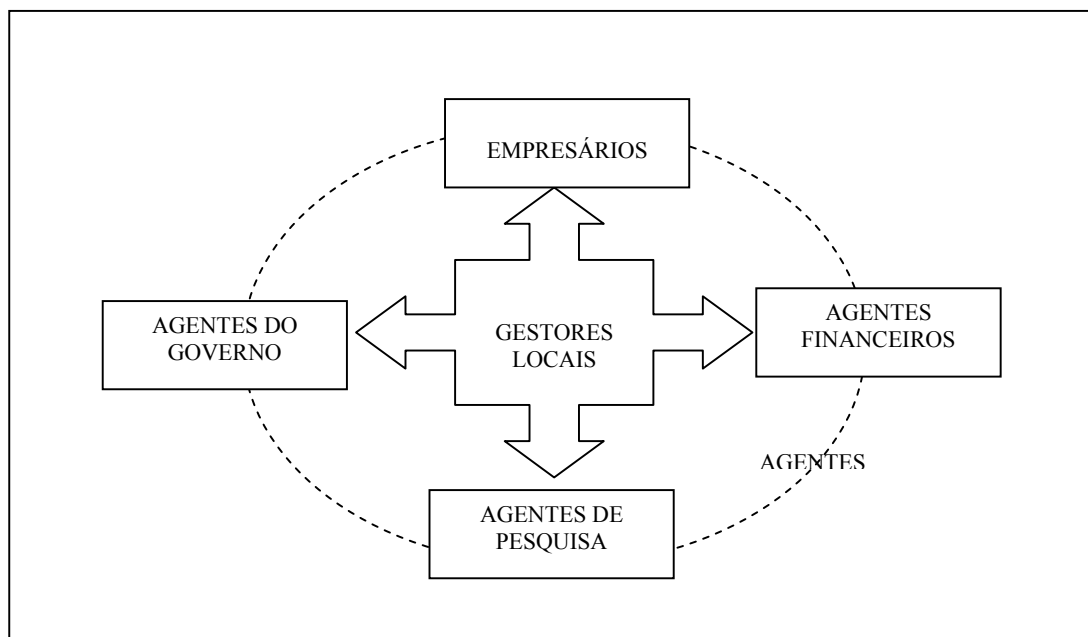 EMPRESÁRIOS
AGENTES DO
GOVERNO
GESTORES
LOCAIS
AGENTES
FINANCEIROS
AGENTES
AGENTES DE
PESQUISA